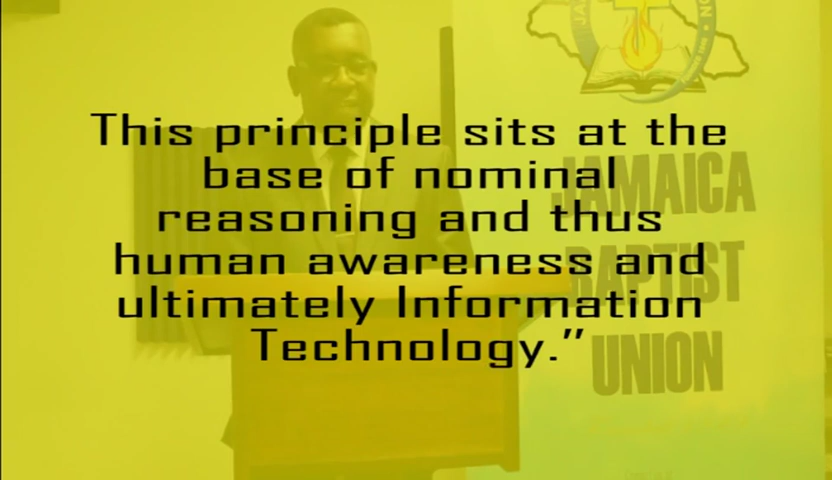 This principle sits at the
base of nominal
reasoning and thus
human awareness and
ultimately Information
Technology.”
JAMAICA
BAPTIST
UNION